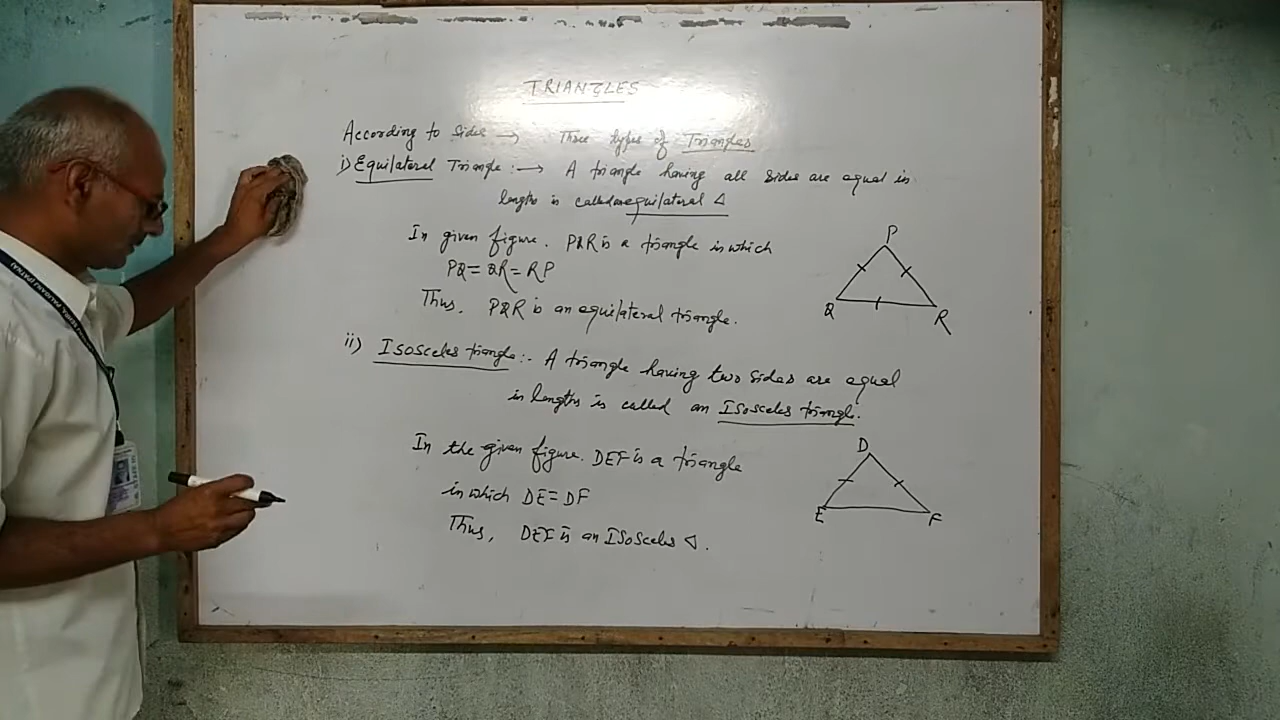 TRIANGLES
According to Sides → Three types of Triangles
i) Equilateral Triangle :→ A triangle having all sides are equal in
lengths is called an equilateral △
In given figure. PQR is a triangle in which
PQ = QR = RP
Thus, PQR is an equilateral triangle.
P
Q
R
ii) Isosceles triangle :- A triangle having two sides are equal
in lengths is called an Isosceles triangle.
In the given figure. DEF is a triangle
in which DE = DF
Thus, DEF is an Isosceles △.
D
E
F